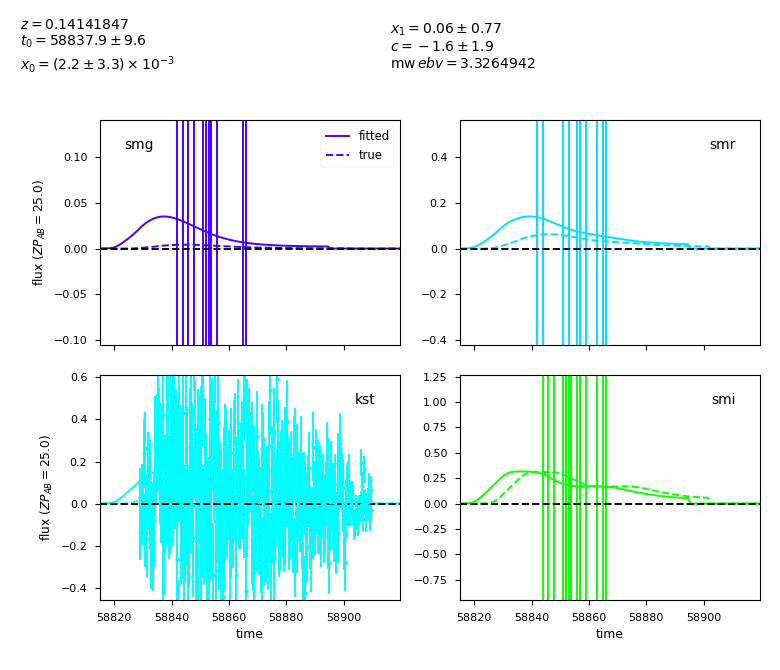 z = 0.14141847
t₀ = 58837.9 ± 9.6
x₀ = (2.2 ± 3.3) × 10⁻³
x₁ = 0.06 ± 0.77
c = −1.6 ± 1.9
mw ebv = 3.3264942
smg
fitted
true
0.10
0.05
0.00
−0.05
−0.10
flux (ZP_AB = 25.0)
smr
0.4
0.2
0.0
−0.2
−0.4
kst
0.6
0.4
0.2
0.0
−0.2
−0.4
flux (ZP_AB = 25.0)
58820 58840 58860 58880 58900
time
smi
1.25
1.00
0.75
0.50
0.25
0.00
−0.25
−0.50
−0.75
58820 58840 58860 58880 58900
time